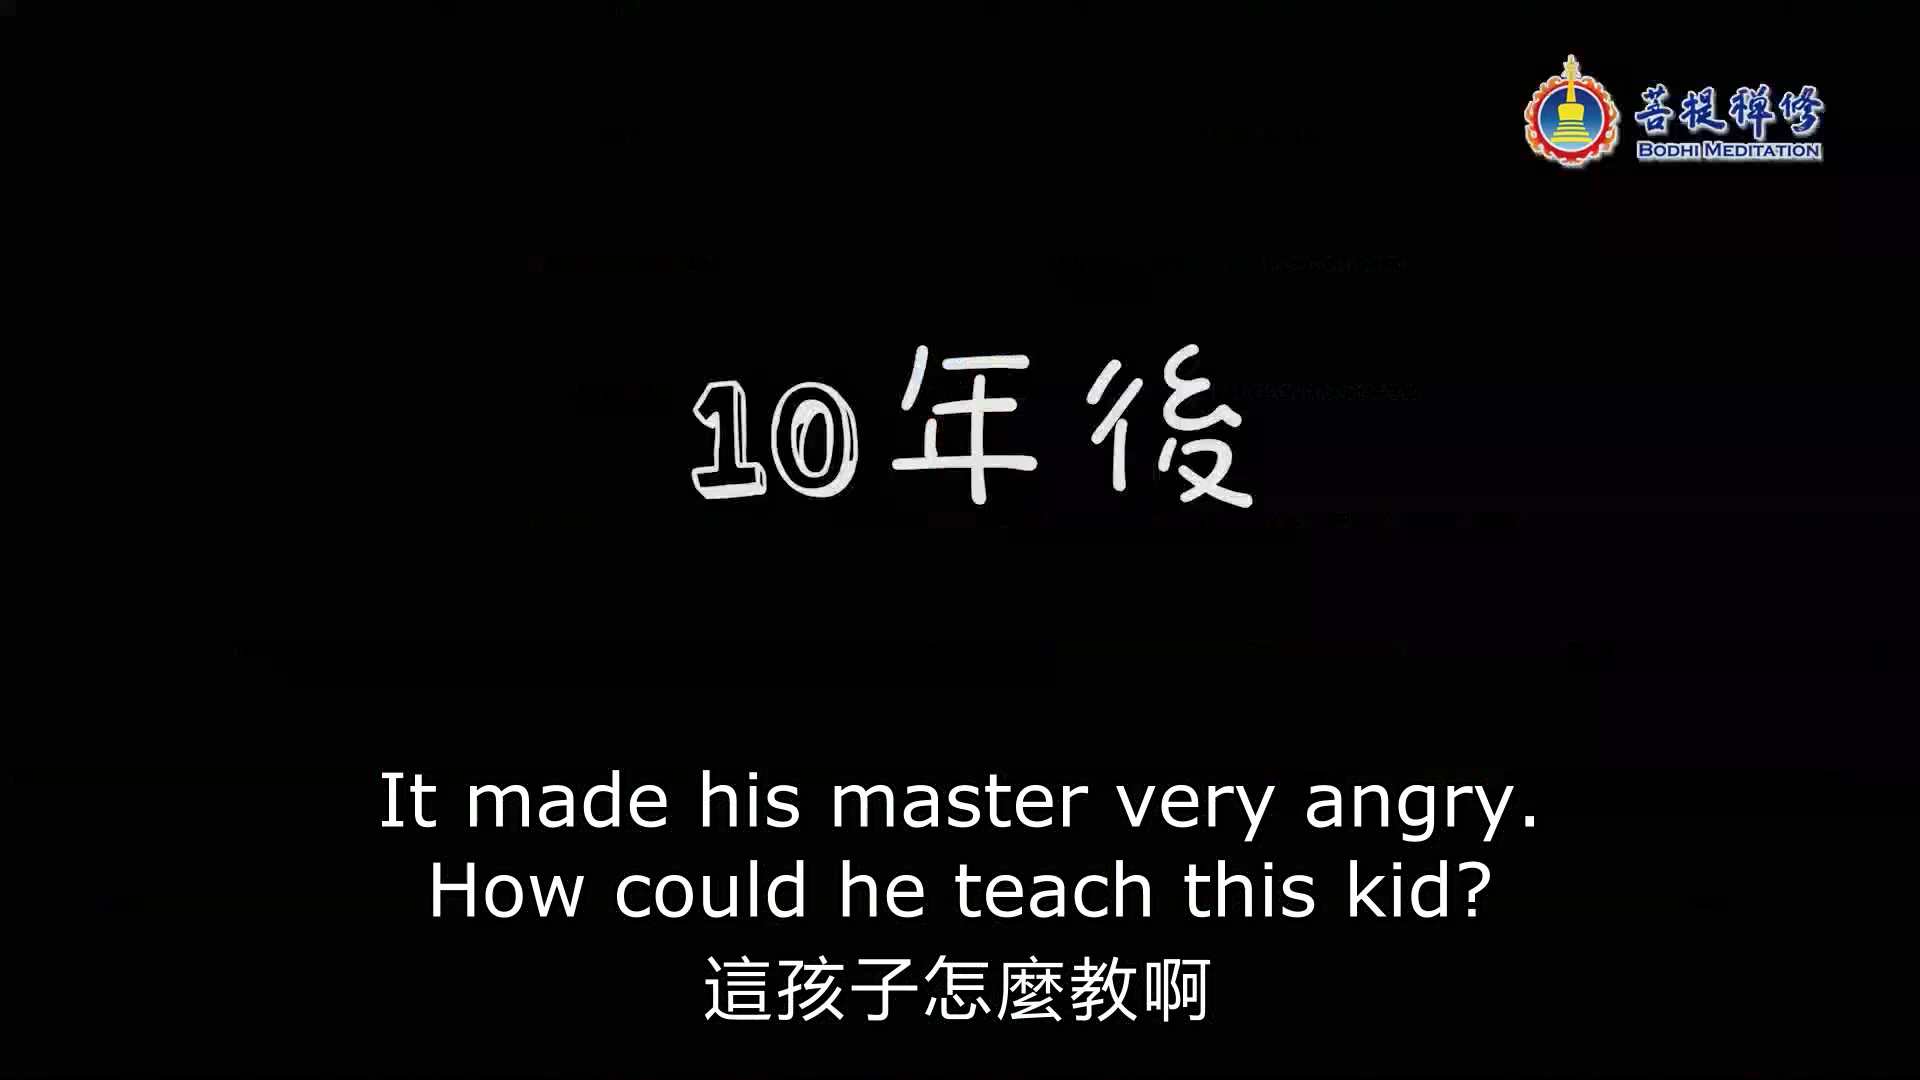 菩提禪修
BODHI MEDITATION
10年後
It made his master very angry.
How could he teach this kid?
這孩子怎麼教啊